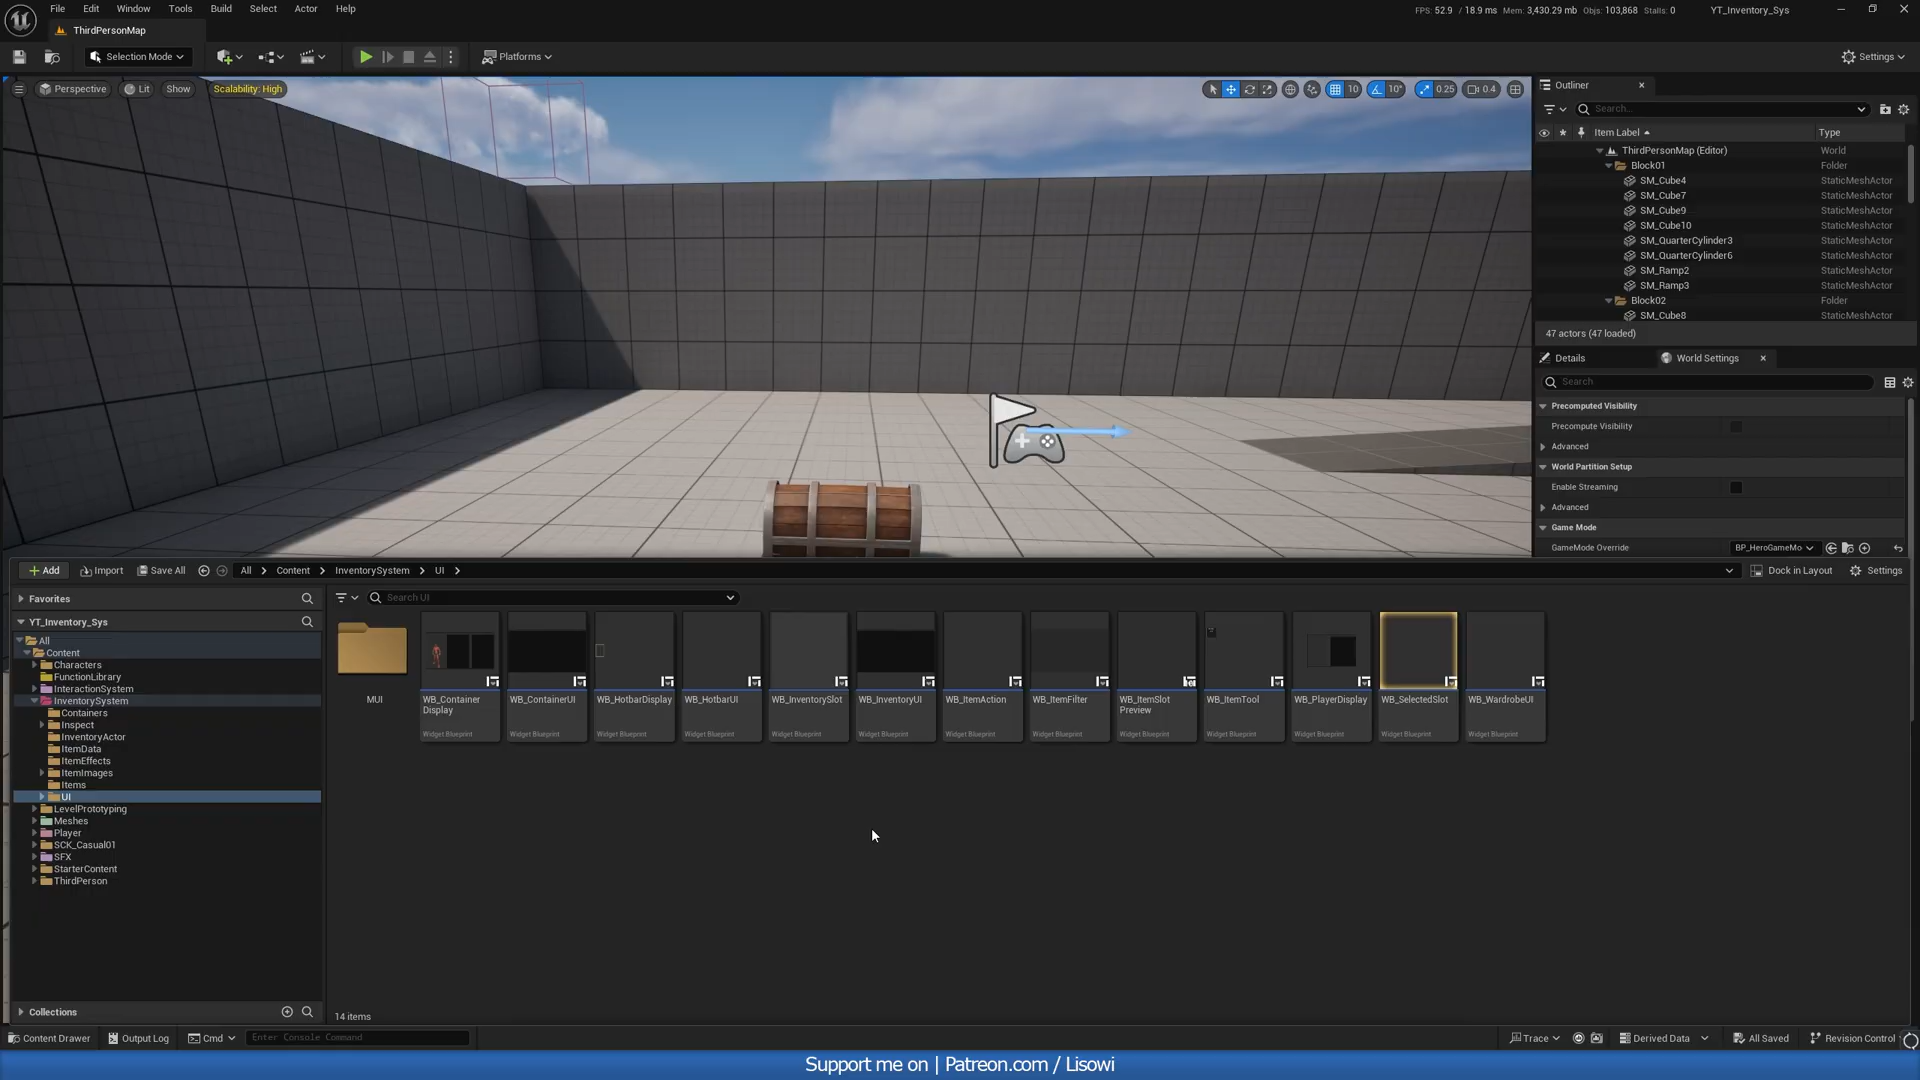 File Edit Window Tools Build Select Actor Help
FPS: 52.9 / 18.9 ms Mem: 3,430.29 mb Objs: 103,868 Stalls: 0
YT_Inventory_Sys
ThirdPersonMap
Selection Mode
Platforms
Settings
Perspective
Lit
Show
Scalability: High
10
10°
0.25
0.4
Outliner
Search...
Item Label
Type
ThirdPersonMap (Editor) World
Block01 Folder
SM_Cube4 StaticMeshActor
SM_Cube7 StaticMeshActor
SM_Cube9 StaticMeshActor
SM_Cube10 StaticMeshActor
SM_QuarterCylinder3 StaticMeshActor
SM_QuarterCylinder6 StaticMeshActor
SM_Ramp2 StaticMeshActor
SM_Ramp3 StaticMeshActor
Block02 Folder
SM_Cube8 StaticMeshActor
47 actors (47 loaded)
Details
World Settings
Search
Precomputed Visibility
Precompute Visibility
Advanced
World Partition Setup
Enable Streaming
Advanced
Game Mode
GameMode Override BP_HeroGameMo
Add
Import
Save All
All > Content > InventorySystem > UI >
Dock in Layout
Settings
Favorites
YT_Inventory_Sys
All
Content
Characters
FunctionLibrary
InteractionSystem
InventorySystem
Containers
Inspect
InventoryActor
ItemData
ItemEffects
ItemImages
Items
UI
LevelPrototyping
Meshes
Player
SCK_Casual01
SFX
StarterContent
ThirdPerson
Collections
Search UI
MUI
WB_Container
Display
Widget Blueprint
WB_ContainerUI
Widget Blueprint
WB_HotbarDisplay
Widget Blueprint
WB_HotbarUI
Widget Blueprint
WB_InventorySlot
Widget Blueprint
WB_InventoryUI
Widget Blueprint
WB_ItemAction
Widget Blueprint
WB_ItemFilter
Widget Blueprint
WB_ItemSlot
Preview
Widget Blueprint
WB_ItemTool
Widget Blueprint
WB_PlayerDisplay
Widget Blueprint
WB_SelectedSlot
Widget Blueprint
WB_WardrobeUI
Widget Blueprint
14 items
Content Drawer
Output Log
Cmd
Enter Console Command
Trace
Derived Data
All Saved
Revision Control
Support me on | Patreon.com / Lisowi